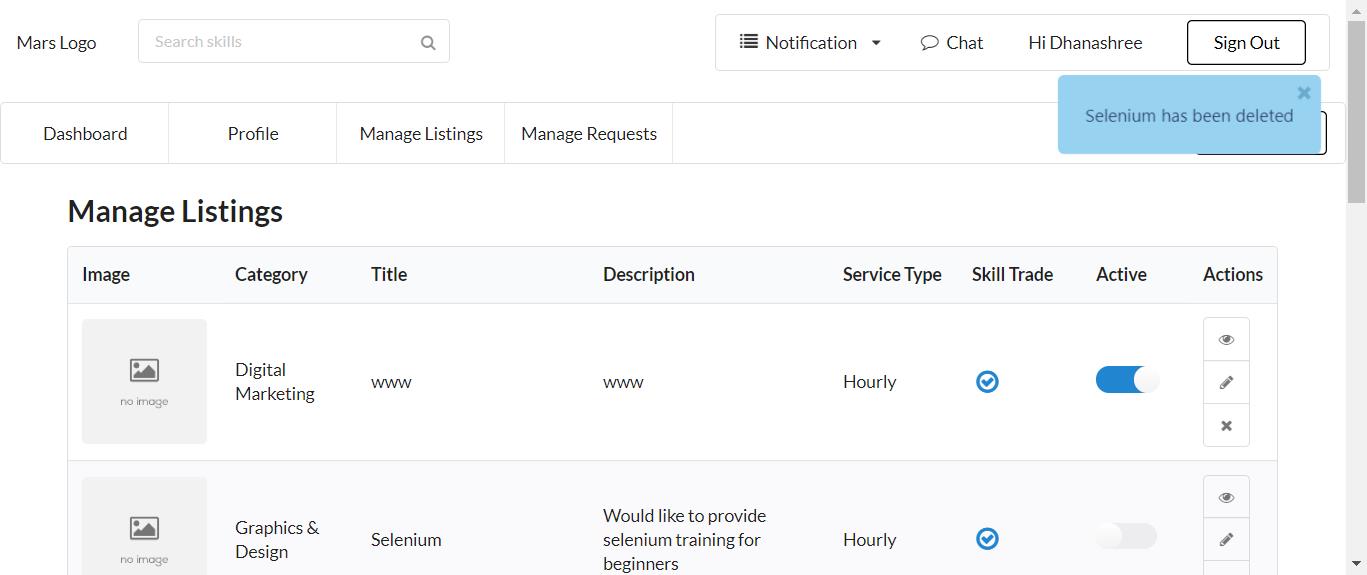 Mars Logo
Search skills
Notification
Chat
Hi Dhanashree
Sign Out
Selenium has been deleted
Dashboard
Profile
Manage Listings
Manage Requests
Manage Listings
Image
Category
Title
Description
Service Type
Skill Trade
Active
Actions
no image
Digital
Marketing
www
www
Hourly
no image
Graphics &
Design
Selenium
Would like to provide
selenium training for
beginners
Hourly